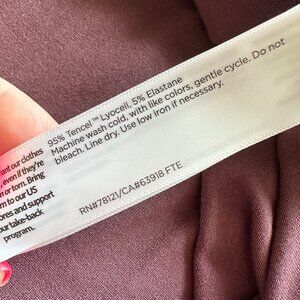 95% Tencel™ Lyocell, 5% Elastane
Machine wash cold, with like colors, gentle cycle. Do not
bleach. Line dry. Use low iron if necessary.
RN#78121/CA#63918 FTE
ant our clothes
, even if they're
n or torn. Bring
m to our US
ores and support
ur take-back
program.